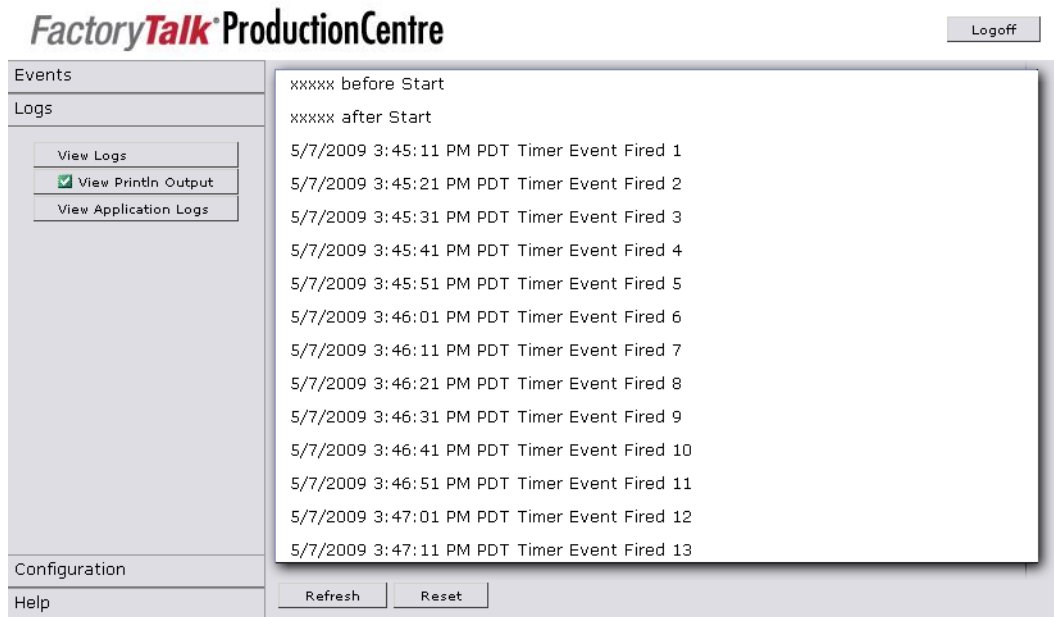 FactoryTalk ProductionCentre
Logoff
Events
Logs
View Logs
View Println Output
View Application Logs
Configuration
Help
xxxxx before Start
xxxxx after Start
5/7/2009 3:45:11 PM PDT Timer Event Fired 1
5/7/2009 3:45:21 PM PDT Timer Event Fired 2
5/7/2009 3:45:31 PM PDT Timer Event Fired 3
5/7/2009 3:45:41 PM PDT Timer Event Fired 4
5/7/2009 3:45:51 PM PDT Timer Event Fired 5
5/7/2009 3:46:01 PM PDT Timer Event Fired 6
5/7/2009 3:46:11 PM PDT Timer Event Fired 7
5/7/2009 3:46:21 PM PDT Timer Event Fired 8
5/7/2009 3:46:31 PM PDT Timer Event Fired 9
5/7/2009 3:46:41 PM PDT Timer Event Fired 10
5/7/2009 3:46:51 PM PDT Timer Event Fired 11
5/7/2009 3:47:01 PM PDT Timer Event Fired 12
5/7/2009 3:47:11 PM PDT Timer Event Fired 13
Refresh
Reset